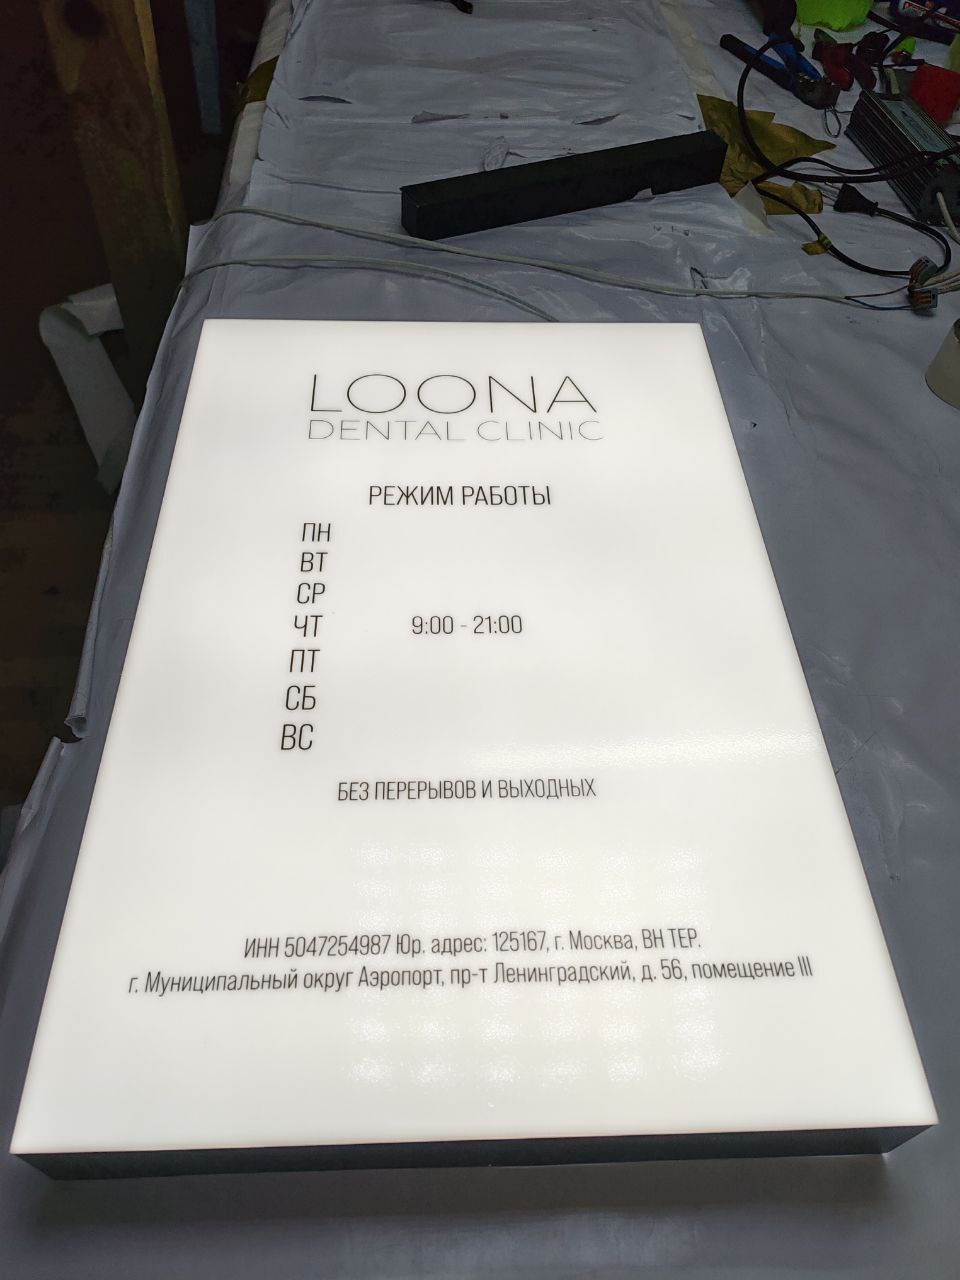 LOONA
DENTAL CLINIC
РЕЖИМ РАБОТЫ
ПН
ВТ
СР
ЧТ 9:00 - 21:00
ПТ
СБ
ВС
БЕЗ ПЕРЕРЫВОВ И ВЫХОДНЫХ
ИНН 5047254987 Юр. адрес: 125167, г. Москва, ВН ТЕР.
г. Муниципальный округ Аэропорт, пр-т Ленинградский, д. 56, помещение III